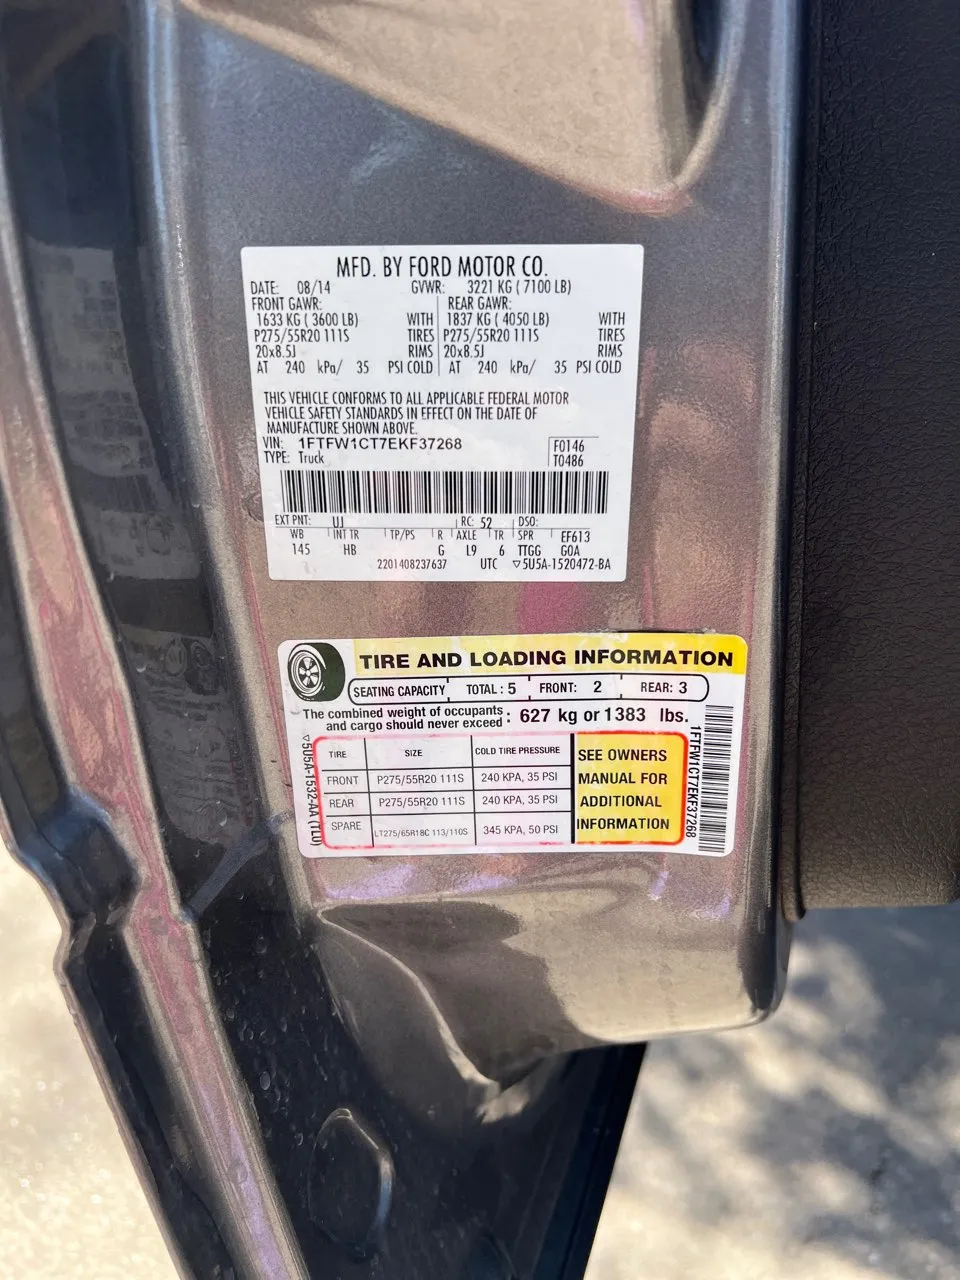 MFD. BY FORD MOTOR CO.
DATE: 08/14 GVWR: 3221 KG ( 7100 LB)
FRONT GAWR: REAR GAWR:
1633 KG ( 3600 LB) WITH 1837 KG ( 4050 LB) WITH
P275/55R20 111S TIRES P275/55R20 111S TIRES
20x8.5J RIMS 20x8.5J RIMS
AT 240 kPa/ 35 PSI COLD AT 240 kPa/ 35 PSI COLD
THIS VEHICLE CONFORMS TO ALL APPLICABLE FEDERAL MOTOR
VEHICLE SAFETY STANDARDS IN EFFECT ON THE DATE OF
MANUFACTURE SHOWN ABOVE.
VIN: 1FTFW1CT7EKF37268 F0146
TYPE: Truck T0486
EXT PNT: UJ RC: 52 DSO:
WB INT TR TP/PS R AXLE TR SPR EF613
145 HB G L9 6 TTGG GOA
2201408237637 UTC ▽5U5A-1520472-BA
TIRE AND LOADING INFORMATION
SEATING CAPACITY TOTAL : 5 FRONT: 2 REAR: 3
The combined weight of occupants and cargo should never exceed : 627 kg or 1383 lbs.
TIRE SIZE COLD TIRE PRESSURE
FRONT P275/55R20 111S 240 KPA, 35 PSI
REAR P275/55R20 111S 240 KPA, 35 PSI
SPARE LT275/65R18C 113/110S 345 KPA, 50 PSI
SEE OWNERS
MANUAL FOR
ADDITIONAL
INFORMATION
▽5U5A-1532-AA (TLU)
1FTFW1CT7EKF37268